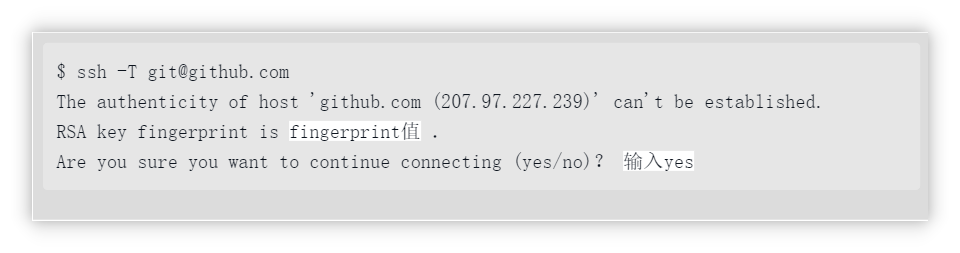 $ ssh -T git@github.com
The authenticity of host 'github.com (207.97.227.239)' can't be established.
RSA key fingerprint is fingerprint值 .
Are you sure you want to continue connecting (yes/no)? 输入yes